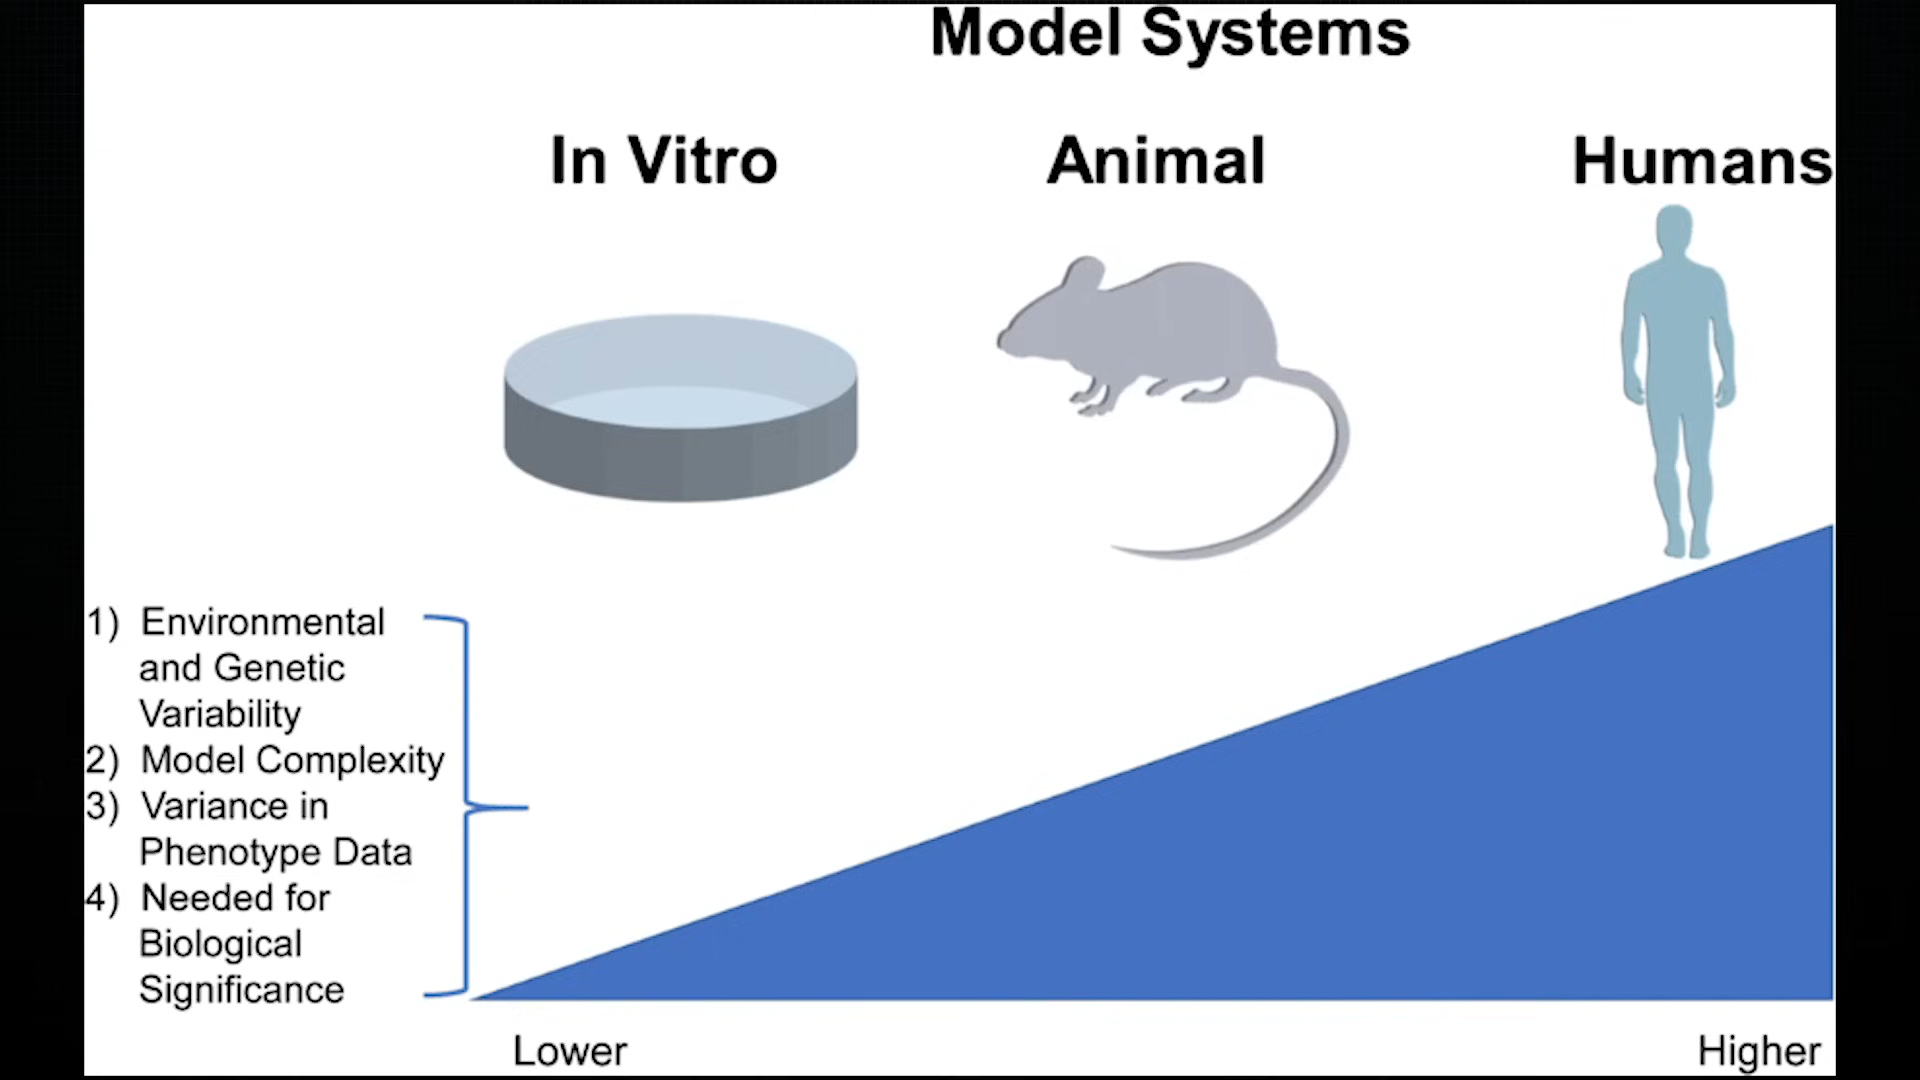 Model Systems
In Vitro
Animal
Humans
1) Environmental
and Genetic
Variability
2) Model Complexity
3) Variance in
Phenotype Data
4) Needed for
Biological
Significance
Lower
Higher